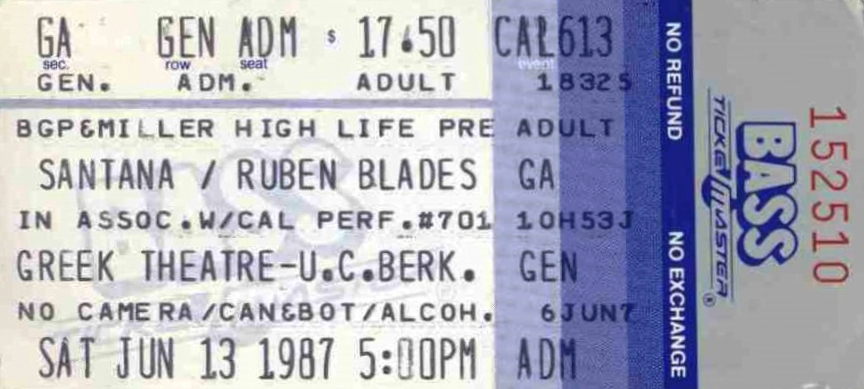 GA GEN ADM $ 17.50 CAL613
sec. row seat event
GEN. ADM. ADULT 18325
BGP&MILLER HIGH LIFE PRE ADULT
SANTANA / RUBEN BLADES GA
IN ASSOC.W/CAL PERF.#701 10H53J
GREEK THEATRE-U.C.BERK. GEN
NO CAMERA/CAN&BOT/ALCOH. 6JUN7
SAT JUN 13 1987 5:00PM ADM
NO REFUND
NO EXCHANGE
TICKETMASTER®
BASS
152510